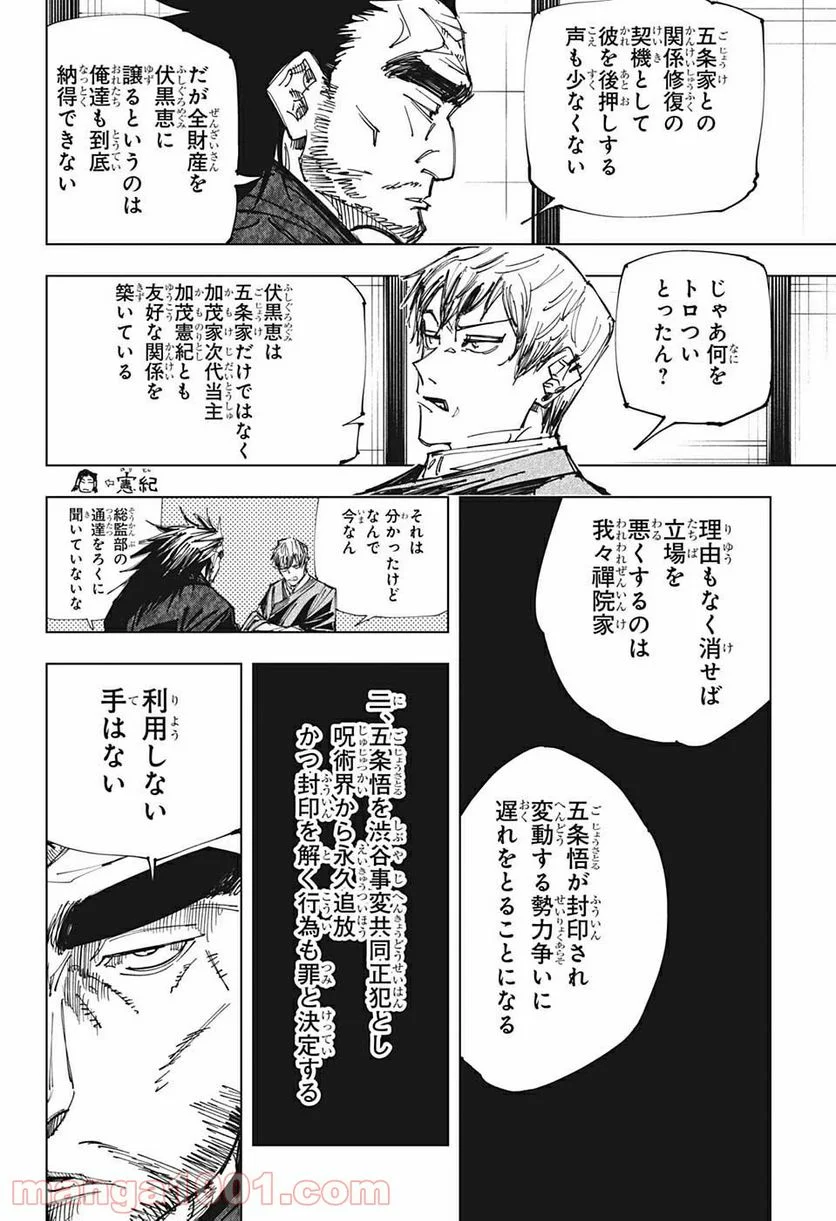 五条家との
関係修復の
契機として
彼を後押しする
声も少なくない
だが全財産を
伏黒恵に
譲るというのは
俺達も到底
納得できない
じゃあ何を
トロつい
とったん?
伏黒恵は
五条家だけではなく
加茂家次代当主
加茂憲紀とも
友好な関係を
築いている
⇦憲紀
理由もなく消せば
立場を
悪くするのは
我々禪院家
それは
分かったけど
なんで
今なん
総監部の
通達をろくに
聞いていないな
五条悟が封印され
変動する勢力争いに
遅れをとることになる
二、五条悟を渋谷事変共同正犯とし
呪術界から永久追放
かつ封印を解く行為も罪と決定する
利用しない
手はない
manga1001.com